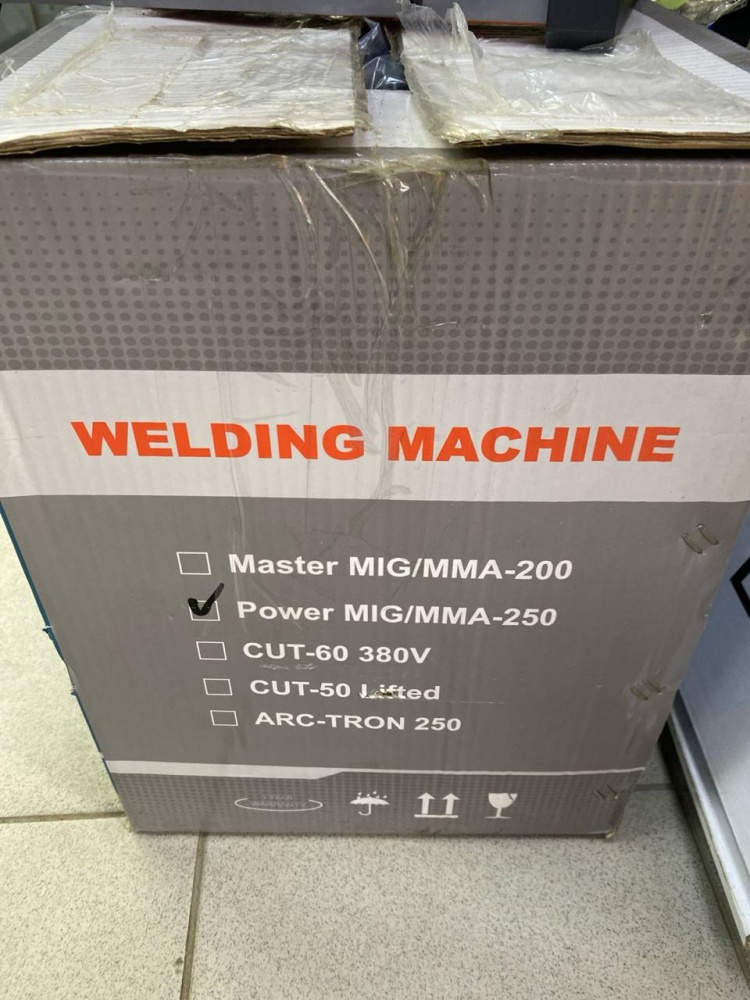 WELDING MACHINE
Master MIG/MMA-200
Power MIG/MMA-250
CUT-60 380V
CUT-50 Lifted
ARC-TRON 250
WARRANTY